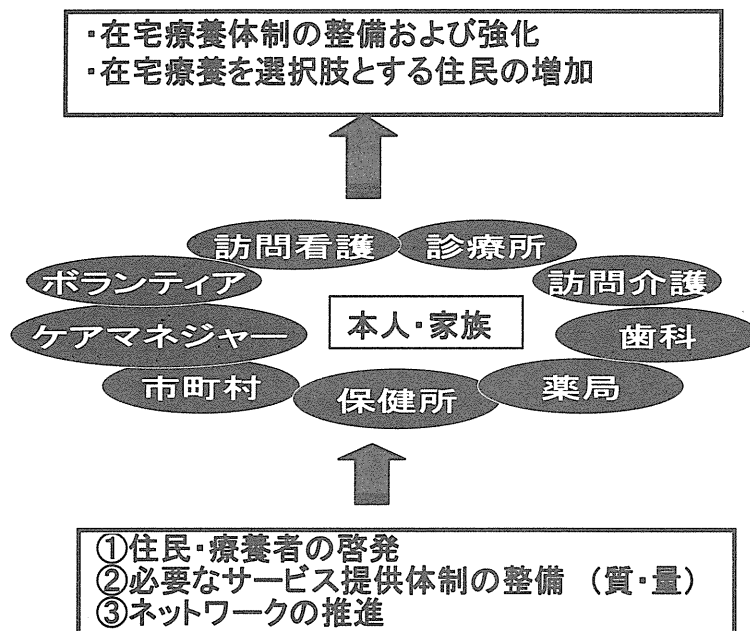 ・在宅療養体制の整備および強化
・在宅療養を選択肢とする住民の増加
訪問看護
診療所
ボランティア
訪問介護
ケアマネジャー
本人・家族
歯科
市町村
保健所
薬局
①住民・療養者の啓発
②必要なサービス提供体制の整備 （質・量）
③ネットワークの推進